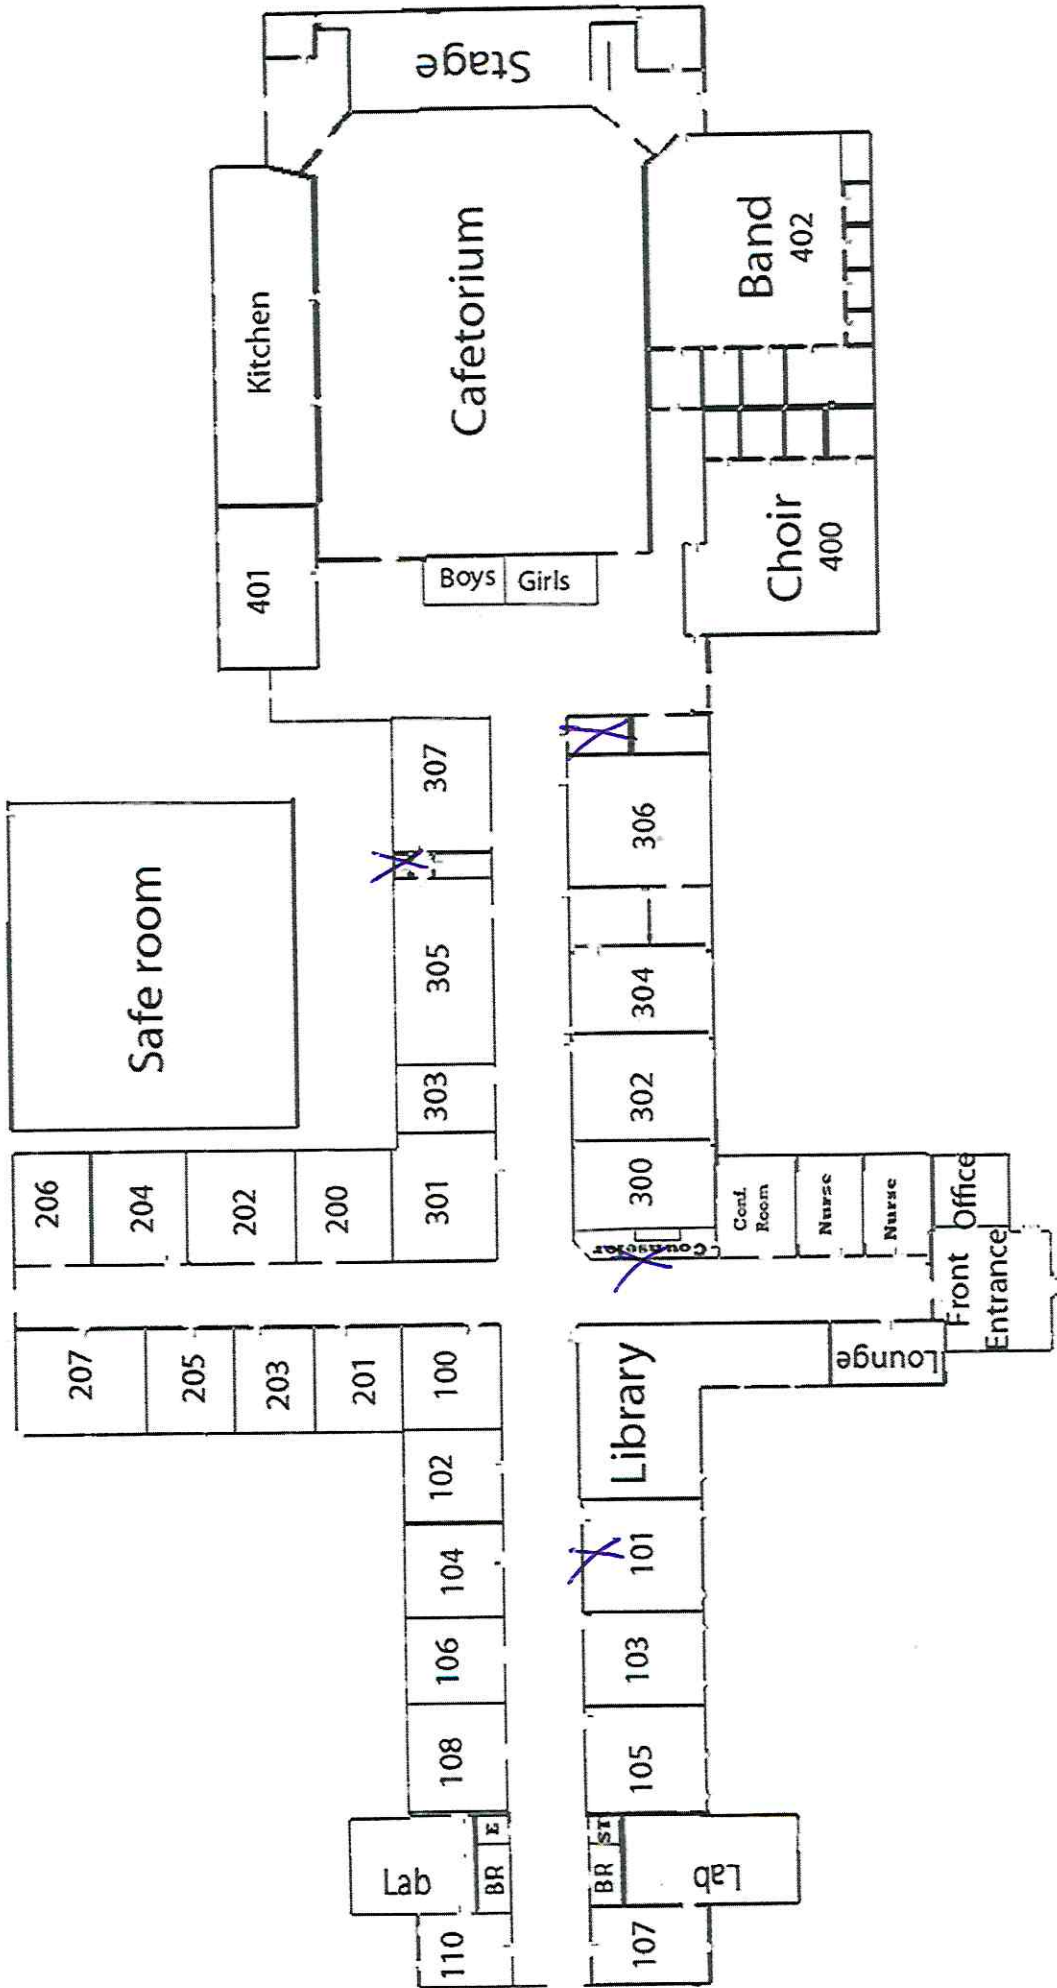 Stage
Kitchen
Cafetorium
Band
402
401
Boys
Girls
Choir
400
307
306
Safe room
305
304
303
302
301
300
206
204
202
200
Counselor
Conf.
Room
Nurse
Nurse
Office
Front
Entrance
207
205
203
201
100
Library
Lounge
102
101
104
103
106
105
108
Lab
E
BR
ST
BR
Lab
110
107